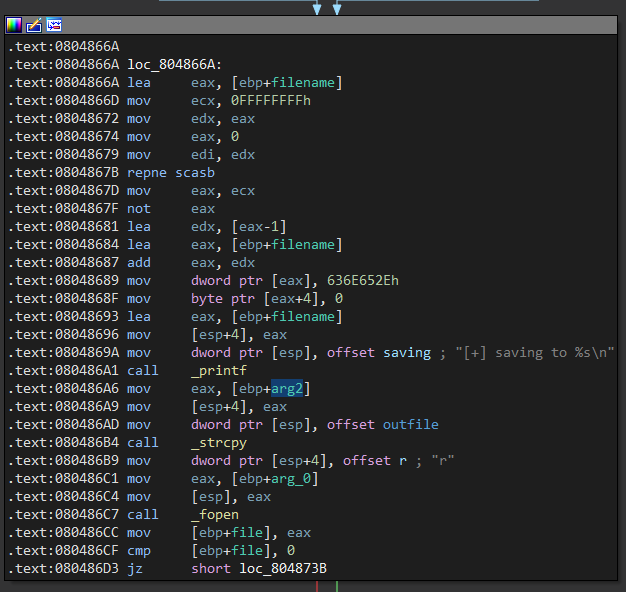 .text:0804866A
.text:0804866A loc_804866A:
.text:0804866A lea eax, [ebp+filename]
.text:0804866D mov ecx, 0FFFFFFFFh
.text:08048672 mov edx, eax
.text:08048674 mov eax, 0
.text:08048679 mov edi, edx
.text:0804867B repne scasb
.text:0804867D mov eax, ecx
.text:0804867F not eax
.text:08048681 lea edx, [eax-1]
.text:08048684 lea eax, [ebp+filename]
.text:08048687 add eax, edx
.text:08048689 mov dword ptr [eax], 636E652Eh
.text:0804868F mov byte ptr [eax+4], 0
.text:08048693 lea eax, [ebp+filename]
.text:08048696 mov [esp+4], eax
.text:0804869A mov dword ptr [esp], offset saving ; "[+] saving to %s\n"
.text:080486A1 call _printf
.text:080486A6 mov eax, [ebp+arg2]
.text:080486A9 mov [esp+4], eax
.text:080486AD mov dword ptr [esp], offset outfile
.text:080486B4 call _strcpy
.text:080486B9 mov dword ptr [esp+4], offset r ; "r"
.text:080486C1 mov eax, [ebp+arg_0]
.text:080486C4 mov [esp], eax
.text:080486C7 call _fopen
.text:080486CC mov [ebp+file], eax
.text:080486CF cmp [ebp+file], 0
.text:080486D3 jz short loc_804873B